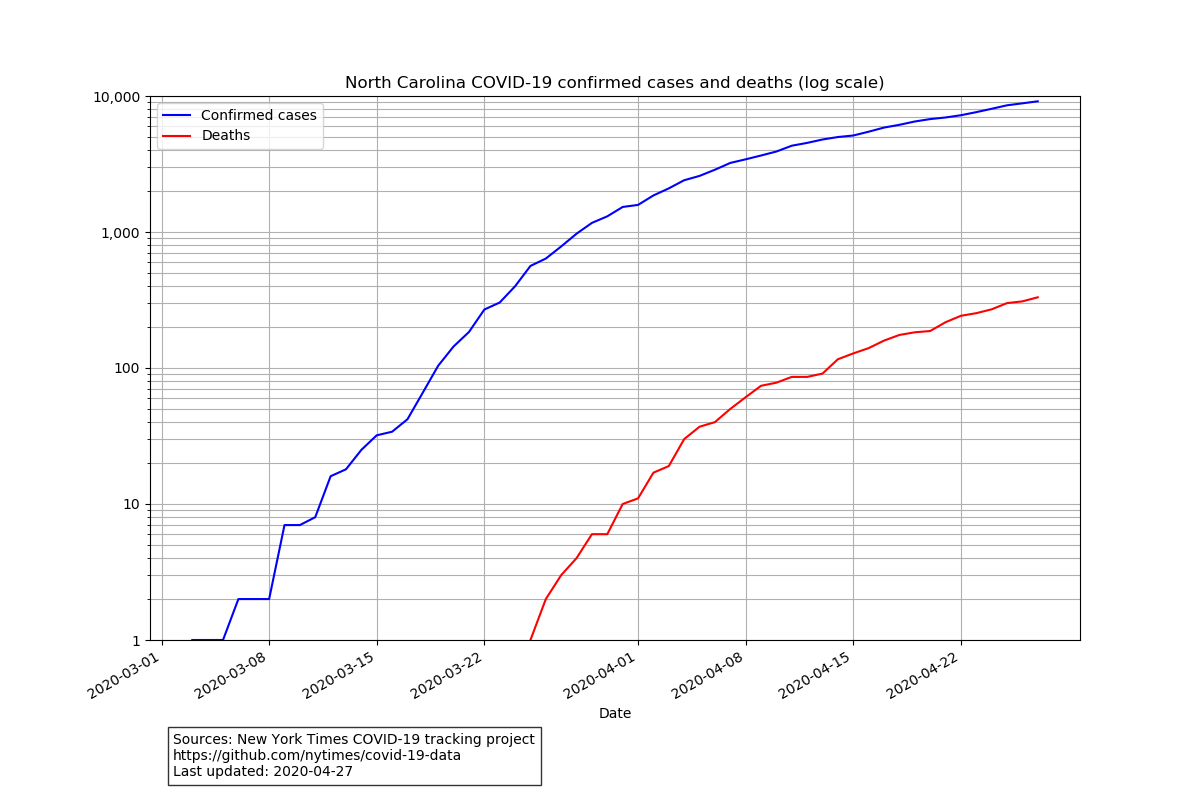 North Carolina COVID-19 confirmed cases and deaths (log scale)
10,000
1,000
100
10
1
Confirmed cases
Deaths
2020-03-01
2020-03-08
2020-03-15
2020-03-22
2020-04-01
2020-04-08
2020-04-15
2020-04-22
Date
Sources: New York Times COVID-19 tracking project
https://github.com/nytimes/covid-19-data
Last updated: 2020-04-27